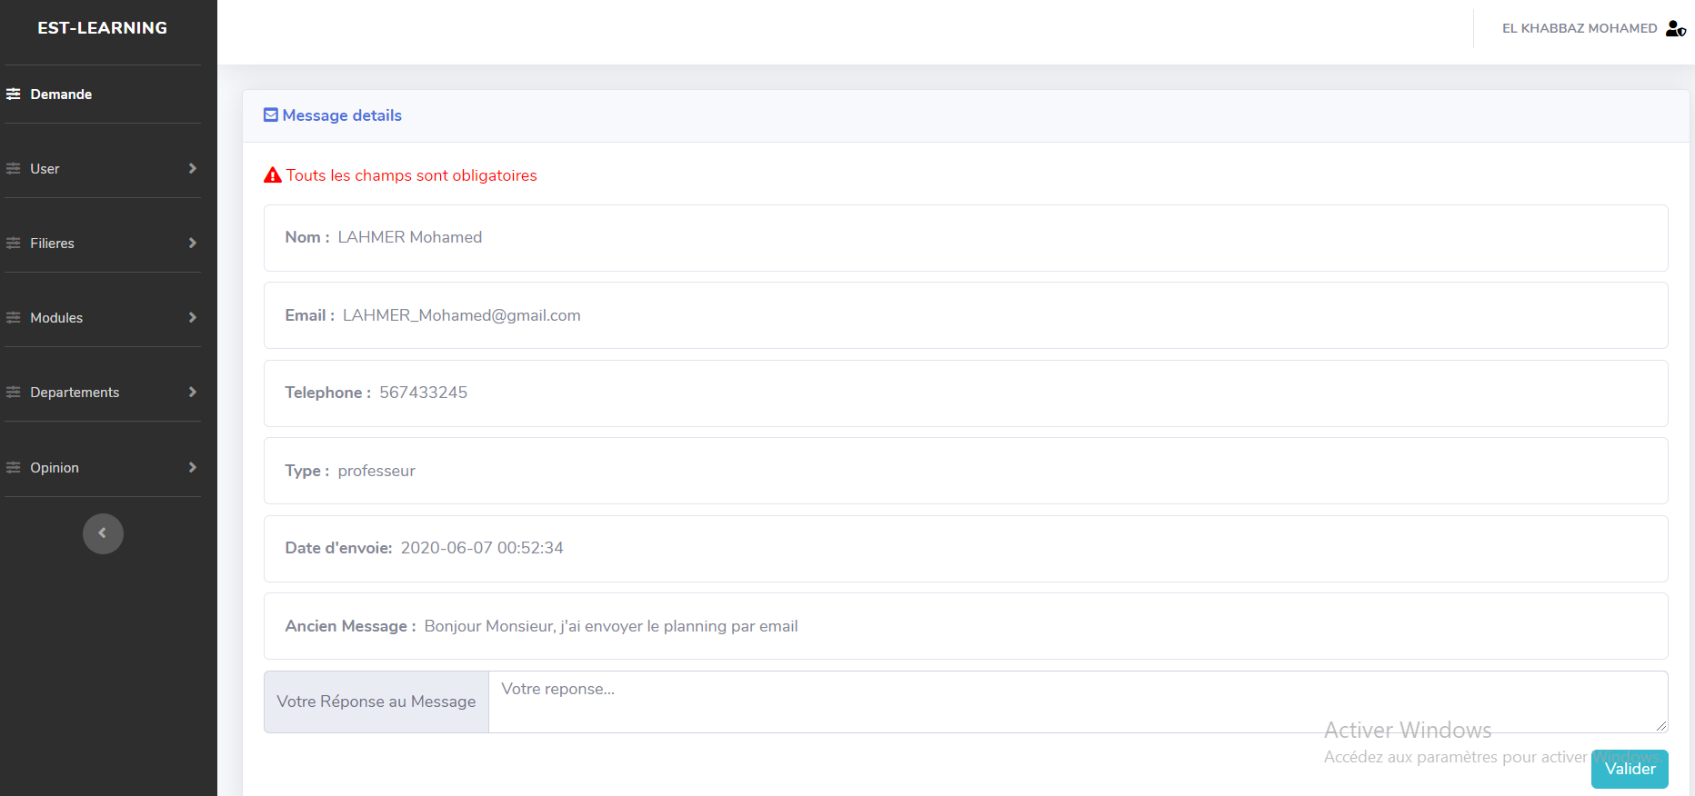 EST-LEARNING
EL KHABBAZ MOHAMED
Demande
User
Filieres
Modules
Departements
Opinion
Message details
Touts les champs sont obligatoires
Nom : LAHMER Mohamed
Email : LAHMER_Mohamed@gmail.com
Telephone : 567433245
Type : professeur
Date d'envoie: 2020-06-07 00:52:34
Ancien Message : Bonjour Monsieur, j'ai envoyer le planning par email
Votre Réponse au Message
Votre reponse...
Activer Windows
Accédez aux paramètres pour activer Windows.
Valider